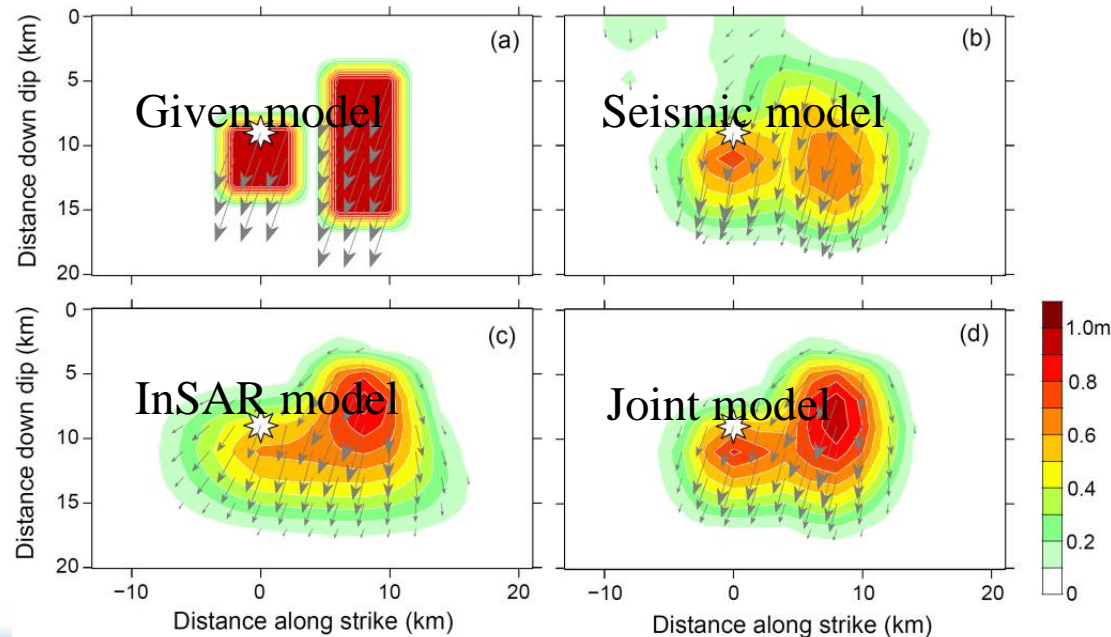 (a)
Given model
Distance down dip (km)
0
5
10
15
20
(b)
Seismic model
(c)
InSAR model
Distance down dip (km)
0
5
10
15
20
−10
0
10
20
Distance along strike (km)
(d)
Joint model
−10
0
10
20
Distance along strike (km)
1.0m
0.8
0.6
0.4
0.2
0